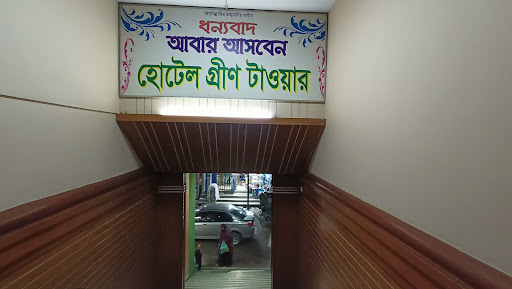 ধন্যবাদ
আবার আসবেন
হোটেল গ্রীণ টাওয়ার